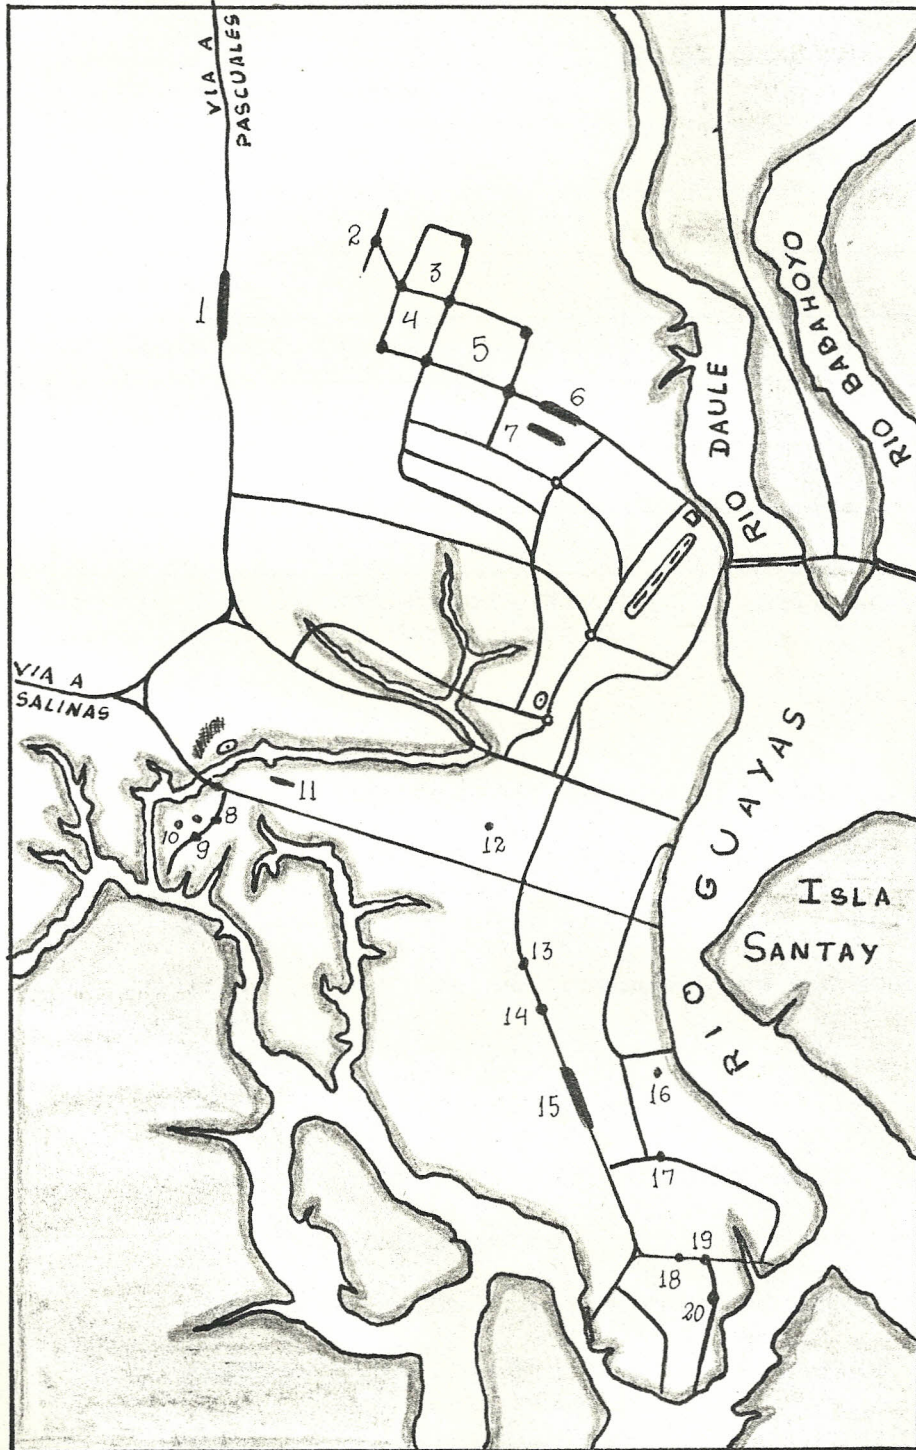 VIA A
PASCUALES
2
3
1
4
5
6
7
RIO DAULE
RIO BABAHOYO
VIA A
SALINAS
11
8
10
9
12
RIO GUAYAS
ISLA
SANTAY
13
14
15
16
17
18
19
20